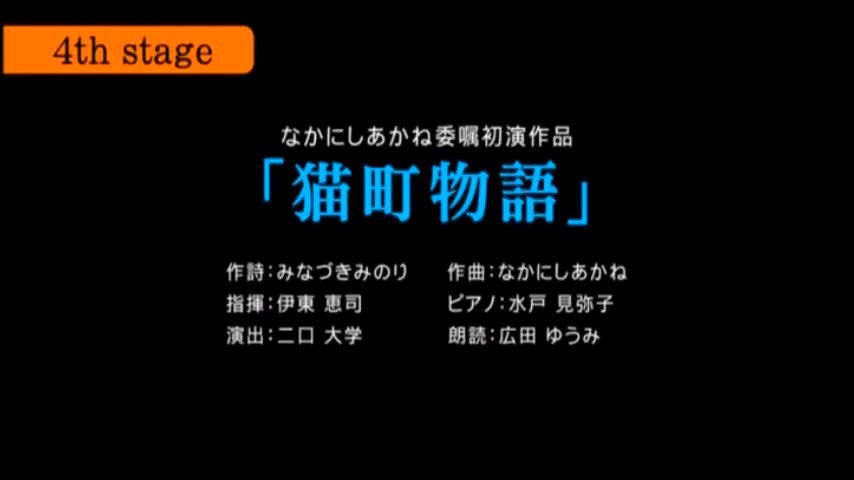 4th stage
なかにしあかね委嘱初演作品
「猫町物語」
作詩：みなづきみのり　作曲：なかにしあかね
指揮：伊東 恵司　ピアノ：水戸 見弥子
演出：二口 大学　朗読：広田 ゆうみ